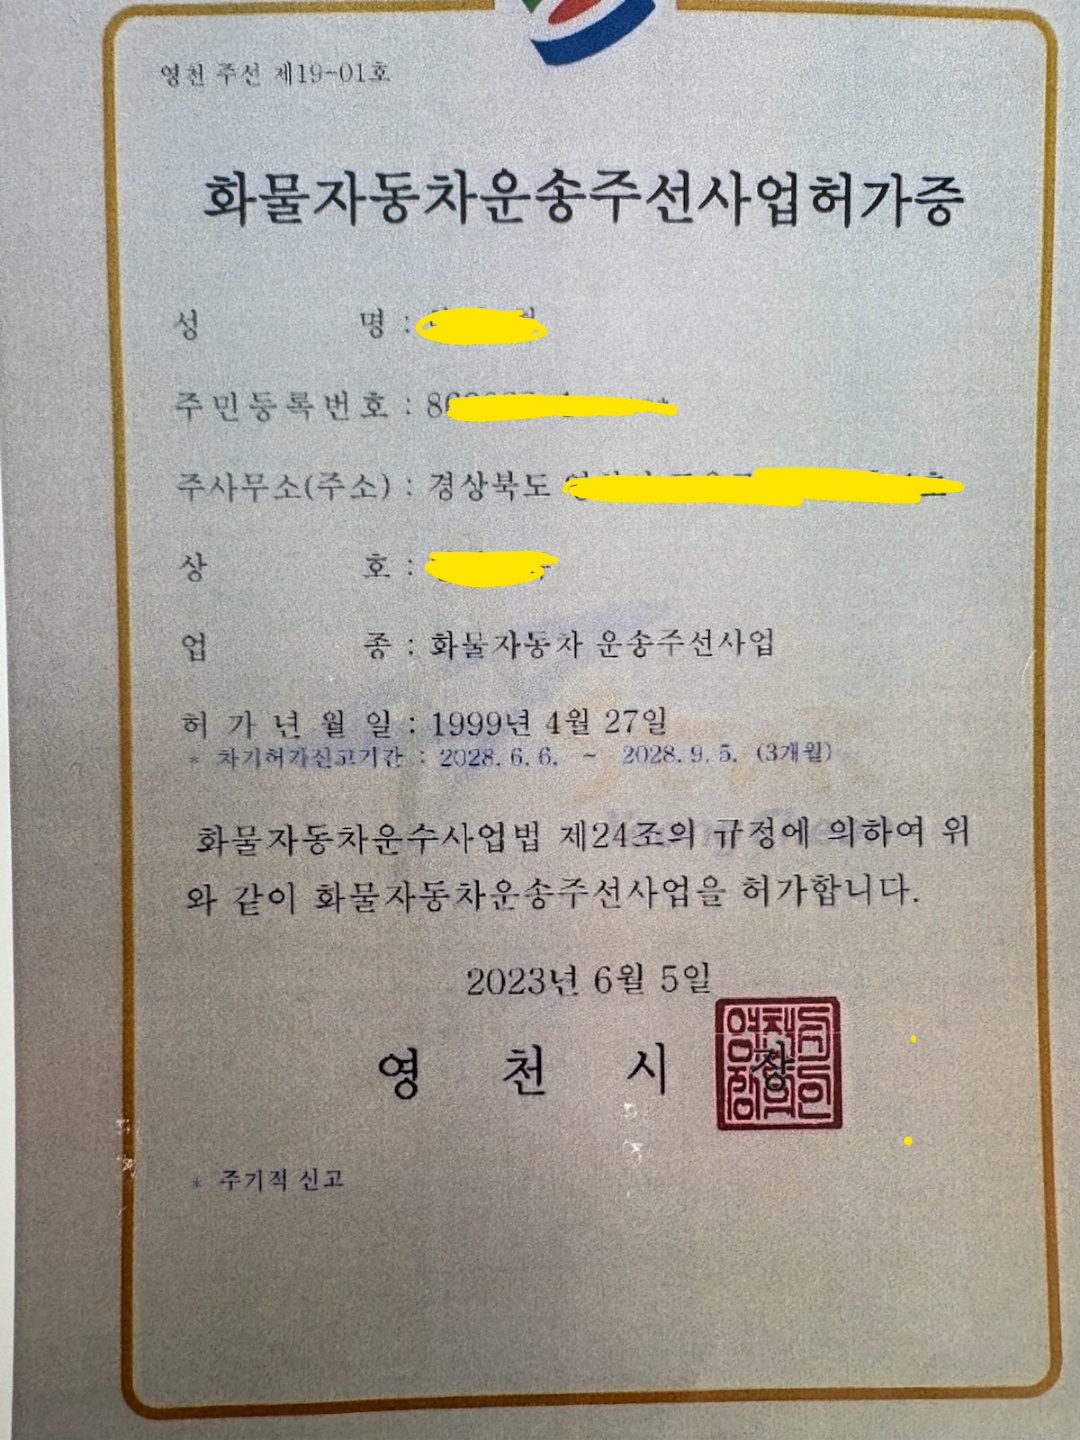 영천 주선 제19-01호
화물자동차운송주선사업허가증
성 명 :
주민등록번호 : 8
주사무소(주소) : 경상북도
상 호 :
업 종 : 화물자동차 운송주선사업
허 가 년 월 일 : 1999년 4월 27일
* 차기허가신고기간 : 2028. 6. 6. ~ 2028. 9. 5. (3개월)
화물자동차운수사업법 제24조의 규정에 의하여 위
와 같이 화물자동차운송주선사업을 허가합니다.
2023년 6월 5일
영 천 시 장
* 주기적 신고